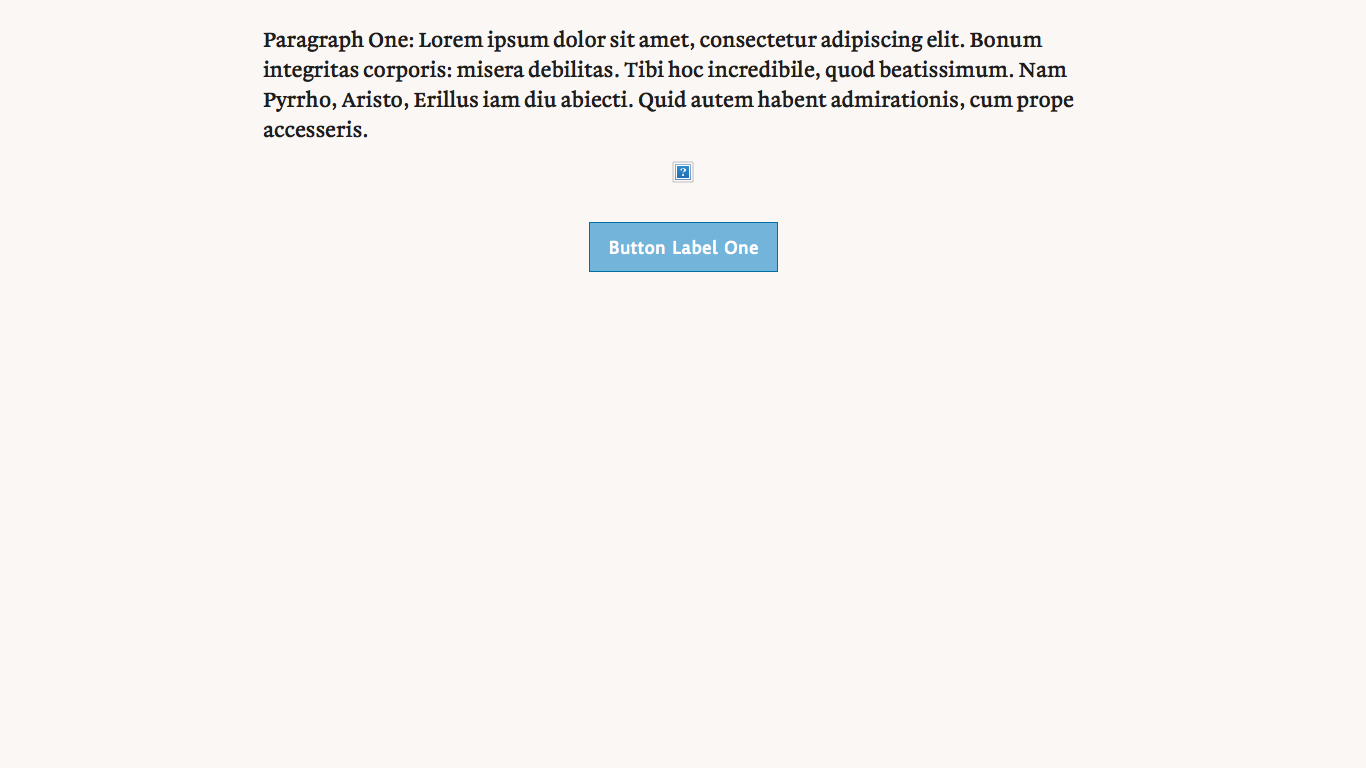 Paragraph One: Lorem ipsum dolor sit amet, consectetur adipiscing elit. Bonum
integritas corporis: misera debilitas. Tibi hoc incredibile, quod beatissimum. Nam
Pyrrho, Aristo, Erillus iam diu abiecti. Quid autem habent admirationis, cum prope
accesseris.
?
Button Label One